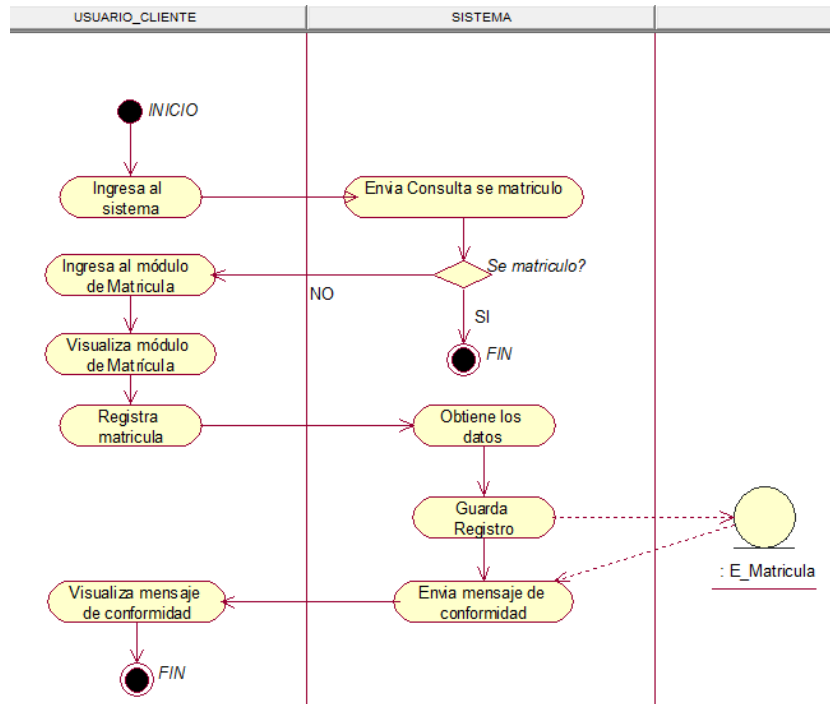 USUARIO_CLIENTE
SISTEMA
INICIO
Ingresa al
sistema
Envia Consulta se matriculo
Ingresa al módulo
de Matricula
Se matriculo?
NO
SI
Visualiza módulo
de Matrícula
FIN
Registra
matricula
Obtiene los
datos
Guarda
Registro
: E_Matricula
Visualiza mensaje
de conformidad
Envia mensaje de
conformidad
FIN